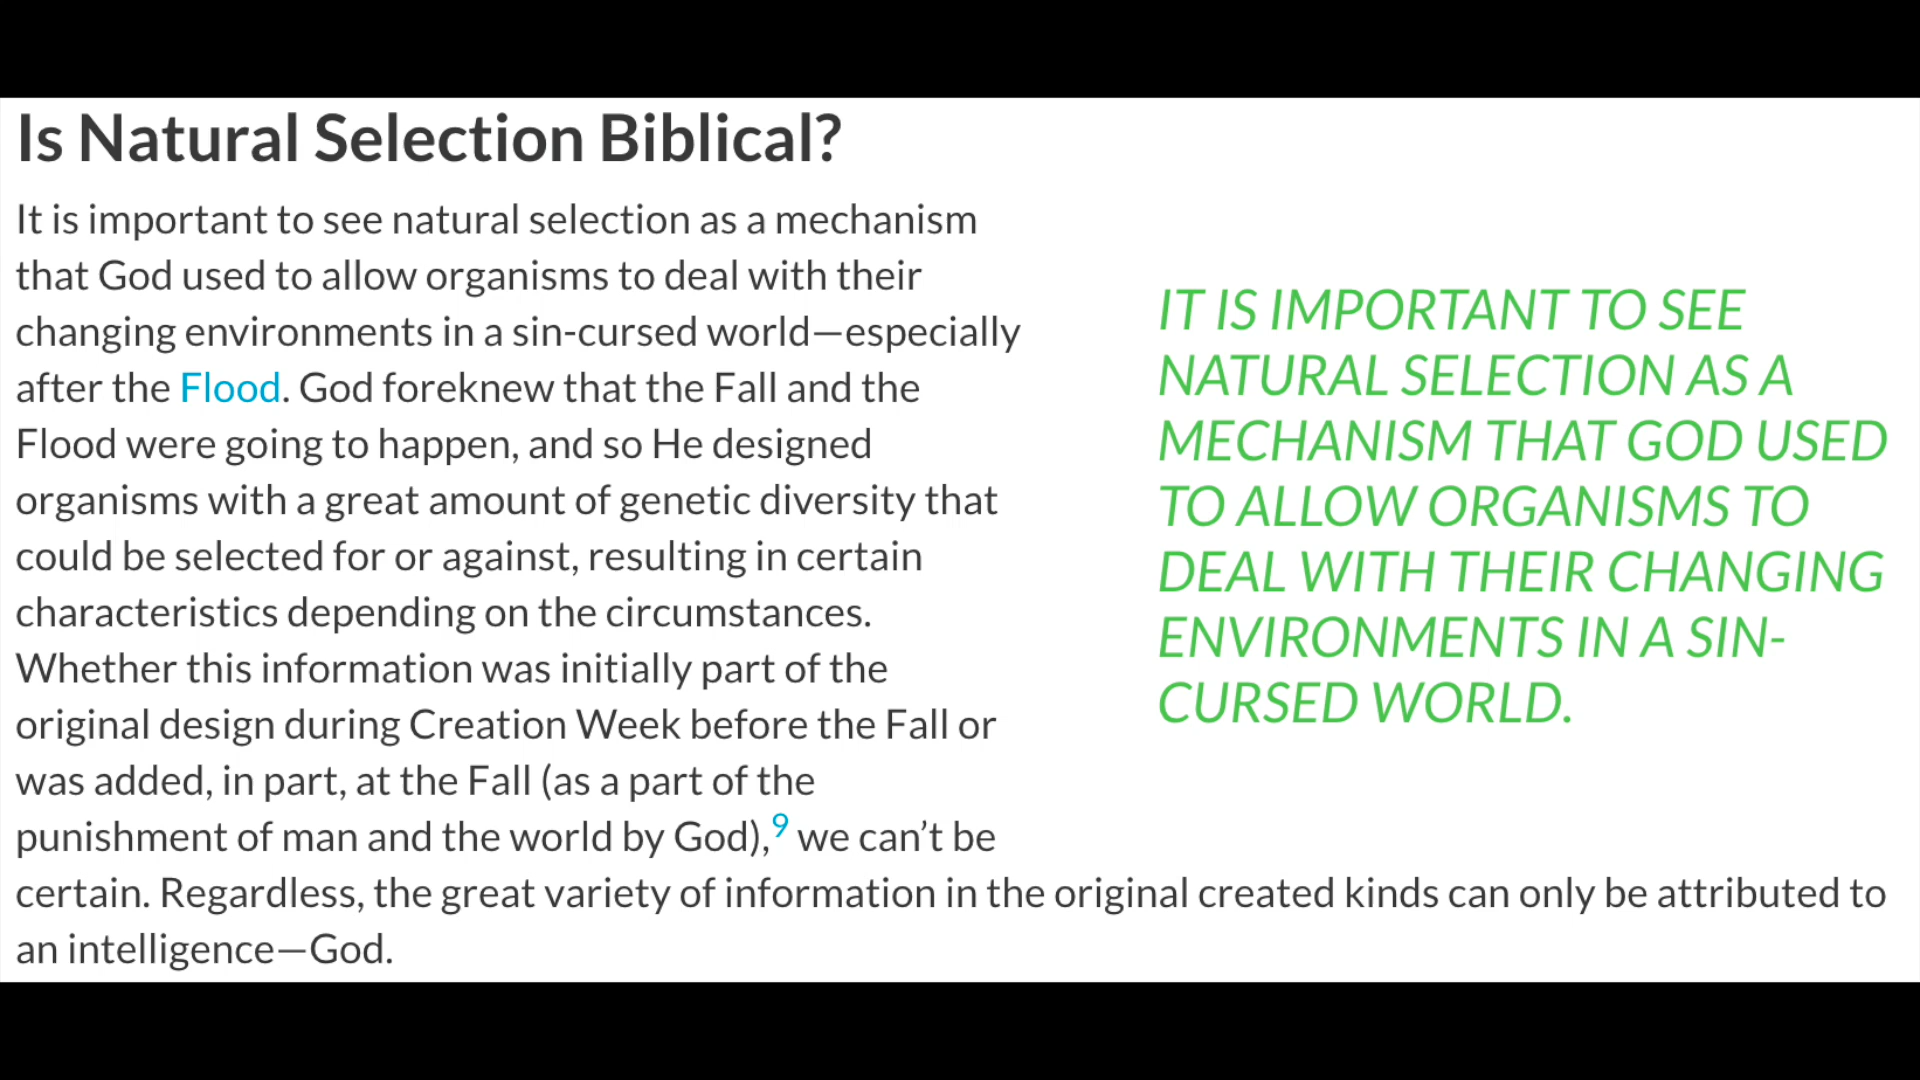 Is Natural Selection Biblical?
It is important to see natural selection as a mechanism
that God used to allow organisms to deal with their
changing environments in a sin-cursed world—especially
after the Flood. God foreknew that the Fall and the
Flood were going to happen, and so He designed
organisms with a great amount of genetic diversity that
could be selected for or against, resulting in certain
characteristics depending on the circumstances.
Whether this information was initially part of the
original design during Creation Week before the Fall or
was added, in part, at the Fall (as a part of the
punishment of man and the world by God),9 we can’t be
certain. Regardless, the great variety of information in the original created kinds can only be attributed to
an intelligence—God.
IT IS IMPORTANT TO SEE
NATURAL SELECTION AS A
MECHANISM THAT GOD USED
TO ALLOW ORGANISMS TO
DEAL WITH THEIR CHANGING
ENVIRONMENTS IN A SIN-
CURSED WORLD.